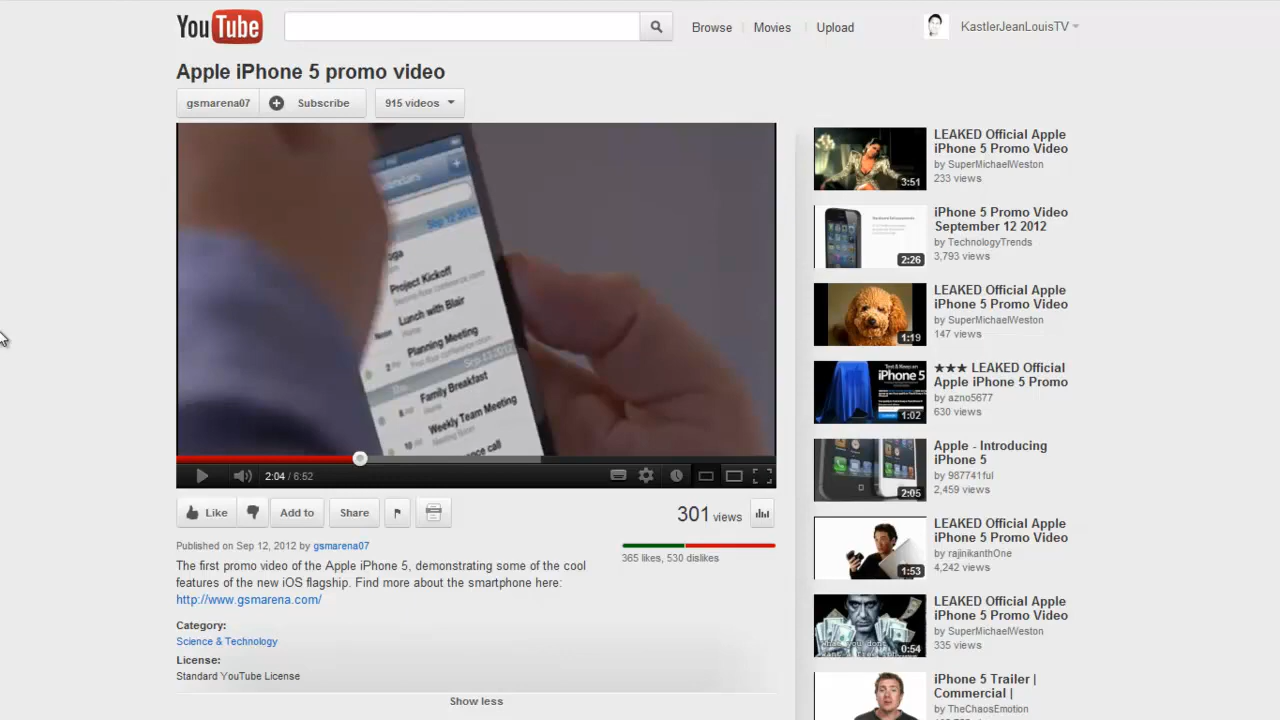 YouTube
Browse
Movies
Upload
KastlerJeanLouisTV
Apple iPhone 5 promo video
gsmarena07
Subscribe
915 videos
Sep 12 2012
Project Kickoff
Lunch with Blair
Planning Meeting
Sep 13 2012
Family Breakfast
Weekly Team Meeting
2:04 / 6:52
Like
Add to
Share
301 views
Published on Sep 12, 2012 by gsmarena07
365 likes, 530 dislikes
The first promo video of the Apple iPhone 5, demonstrating some of the cool
features of the new iOS flagship. Find more about the smartphone here:
http://www.gsmarena.com/
Category:
Science & Technology
License:
Standard YouTube License
Show less
3:51
LEAKED Official Apple
iPhone 5 Promo Video
by SuperMichaelWeston
233 views
2:26
iPhone 5 Promo Video
September 12 2012
by TechnologyTrends
3,793 views
1:19
LEAKED Official Apple
iPhone 5 Promo Video
by SuperMichaelWeston
147 views
iPhone 5
1:02
★★★ LEAKED Official
Apple iPhone 5 Promo
by azno5677
630 views
2:05
Apple - Introducing
iPhone 5
by 987741ful
2,459 views
1:53
LEAKED Official Apple
iPhone 5 Promo Video
by rajinikanthOne
4,242 views
0:54
LEAKED Official Apple
iPhone 5 Promo Video
by SuperMichaelWeston
335 views
iPhone 5 Trailer |
Commercial |
by TheChaosEmotion